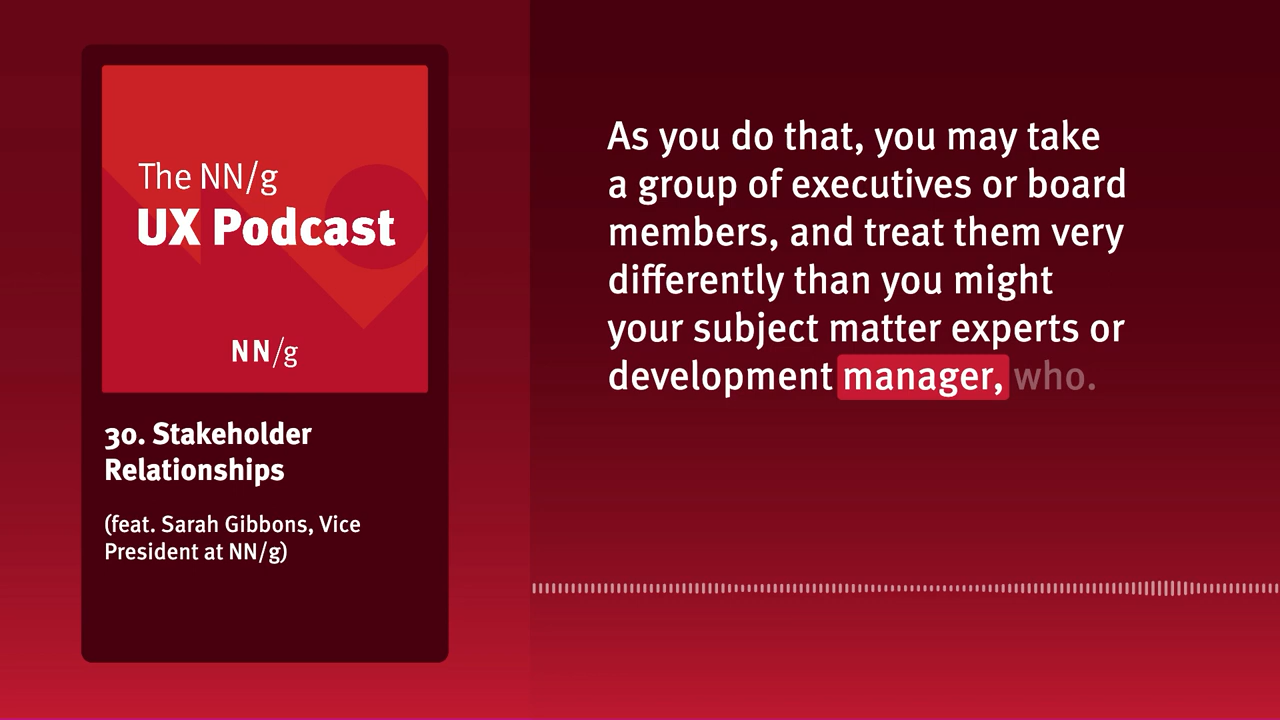 The NN/g
UX Podcast
NN/g
30. Stakeholder
Relationships
(feat. Sarah Gibbons, Vice
President at NN/g)
As you do that, you may take
a group of executives or board
members, and treat them very
differently than you might
your subject matter experts or
development manager, who.